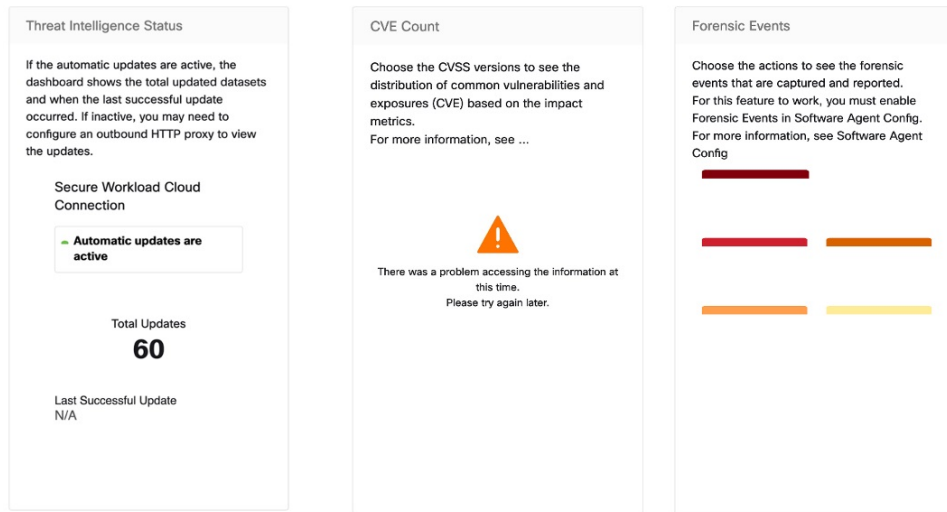 Threat Intelligence Status
If the automatic updates are active, the
dashboard shows the total updated datasets
and when the last successful update
occurred. If inactive, you may need to
configure an outbound HTTP proxy to view
the updates.
Secure Workload Cloud
Connection
Automatic updates are
active
Total Updates
60
Last Successful Update
N/A
CVE Count
Choose the CVSS versions to see the
distribution of common vulnerabilities and
exposures (CVE) based on the impact
metrics.
For more information, see ...
There was a problem accessing the information at
this time.
Please try again later.
Forensic Events
Choose the actions to see the forensic
events that are captured and reported.
For this feature to work, you must enable
Forensic Events in Software Agent Config.
For more information, see Software Agent
Config